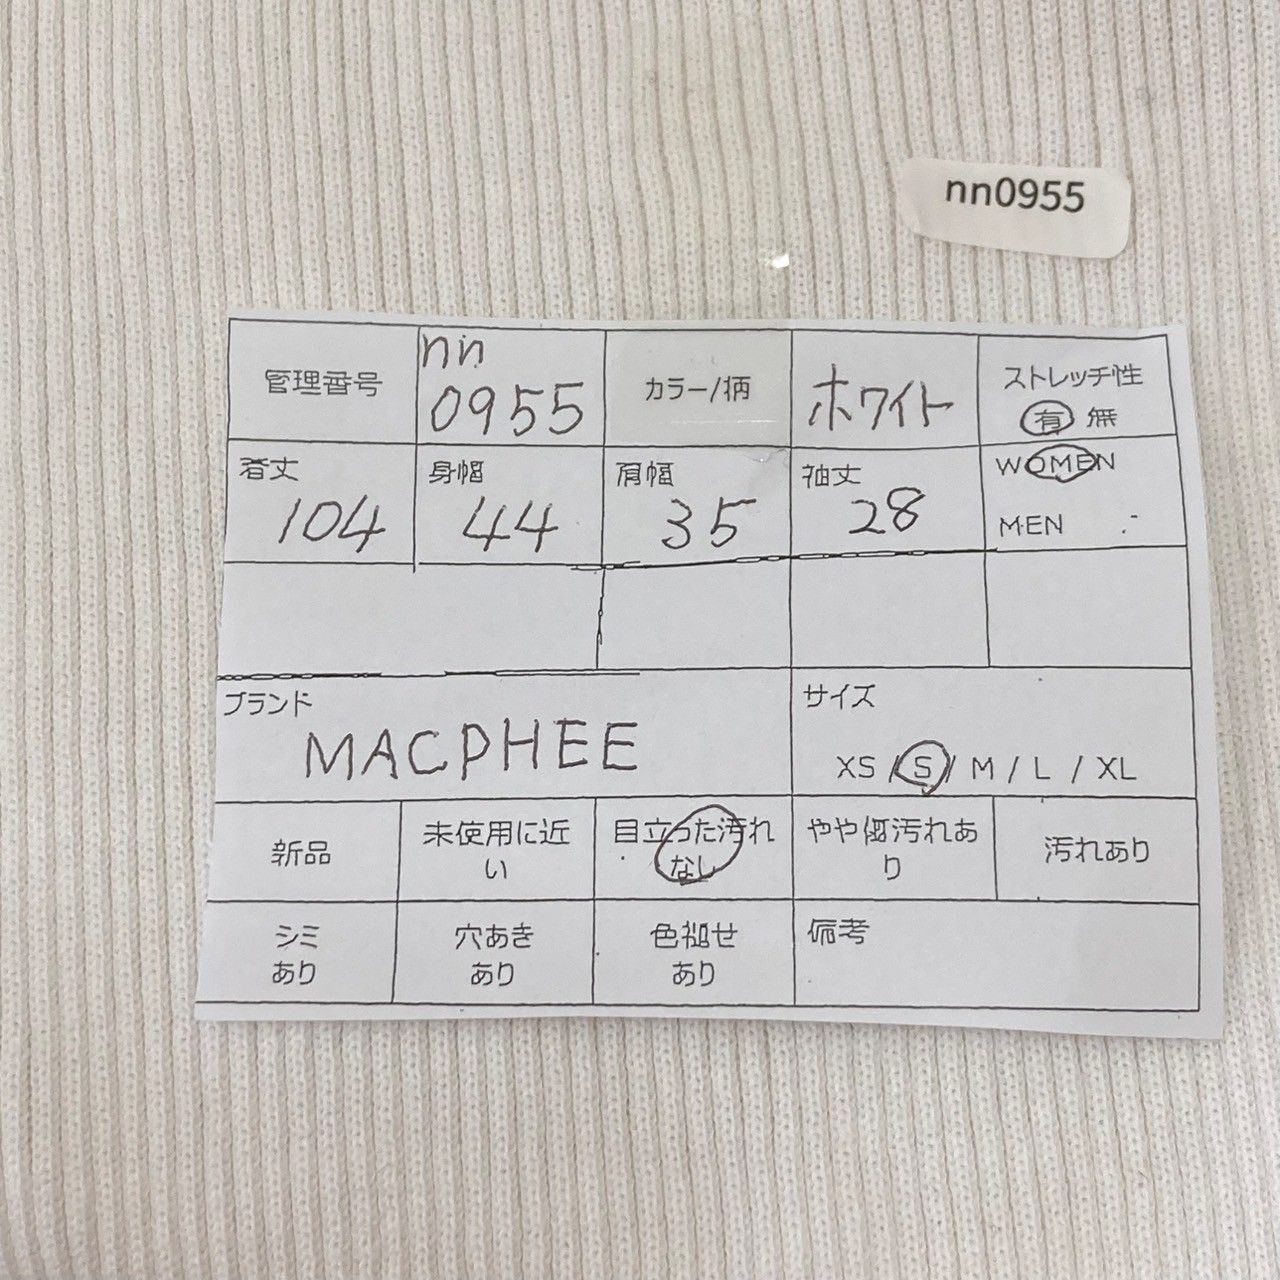 nn0955
管理番号
nn
0955
カラー/柄
ホワイト
ストレッチ性
有 無
着丈
104
身幅
44
肩幅
35
袖丈
28
WOMEN
MEN
ブランド
MACPHEE
サイズ
XS / S / M / L / XL
新品
未使用に近
い
目立った汚れ
なし
やや傷汚れあ
り
汚れあり
シミ
あり
穴あき
あり
色褪せ
あり
備考